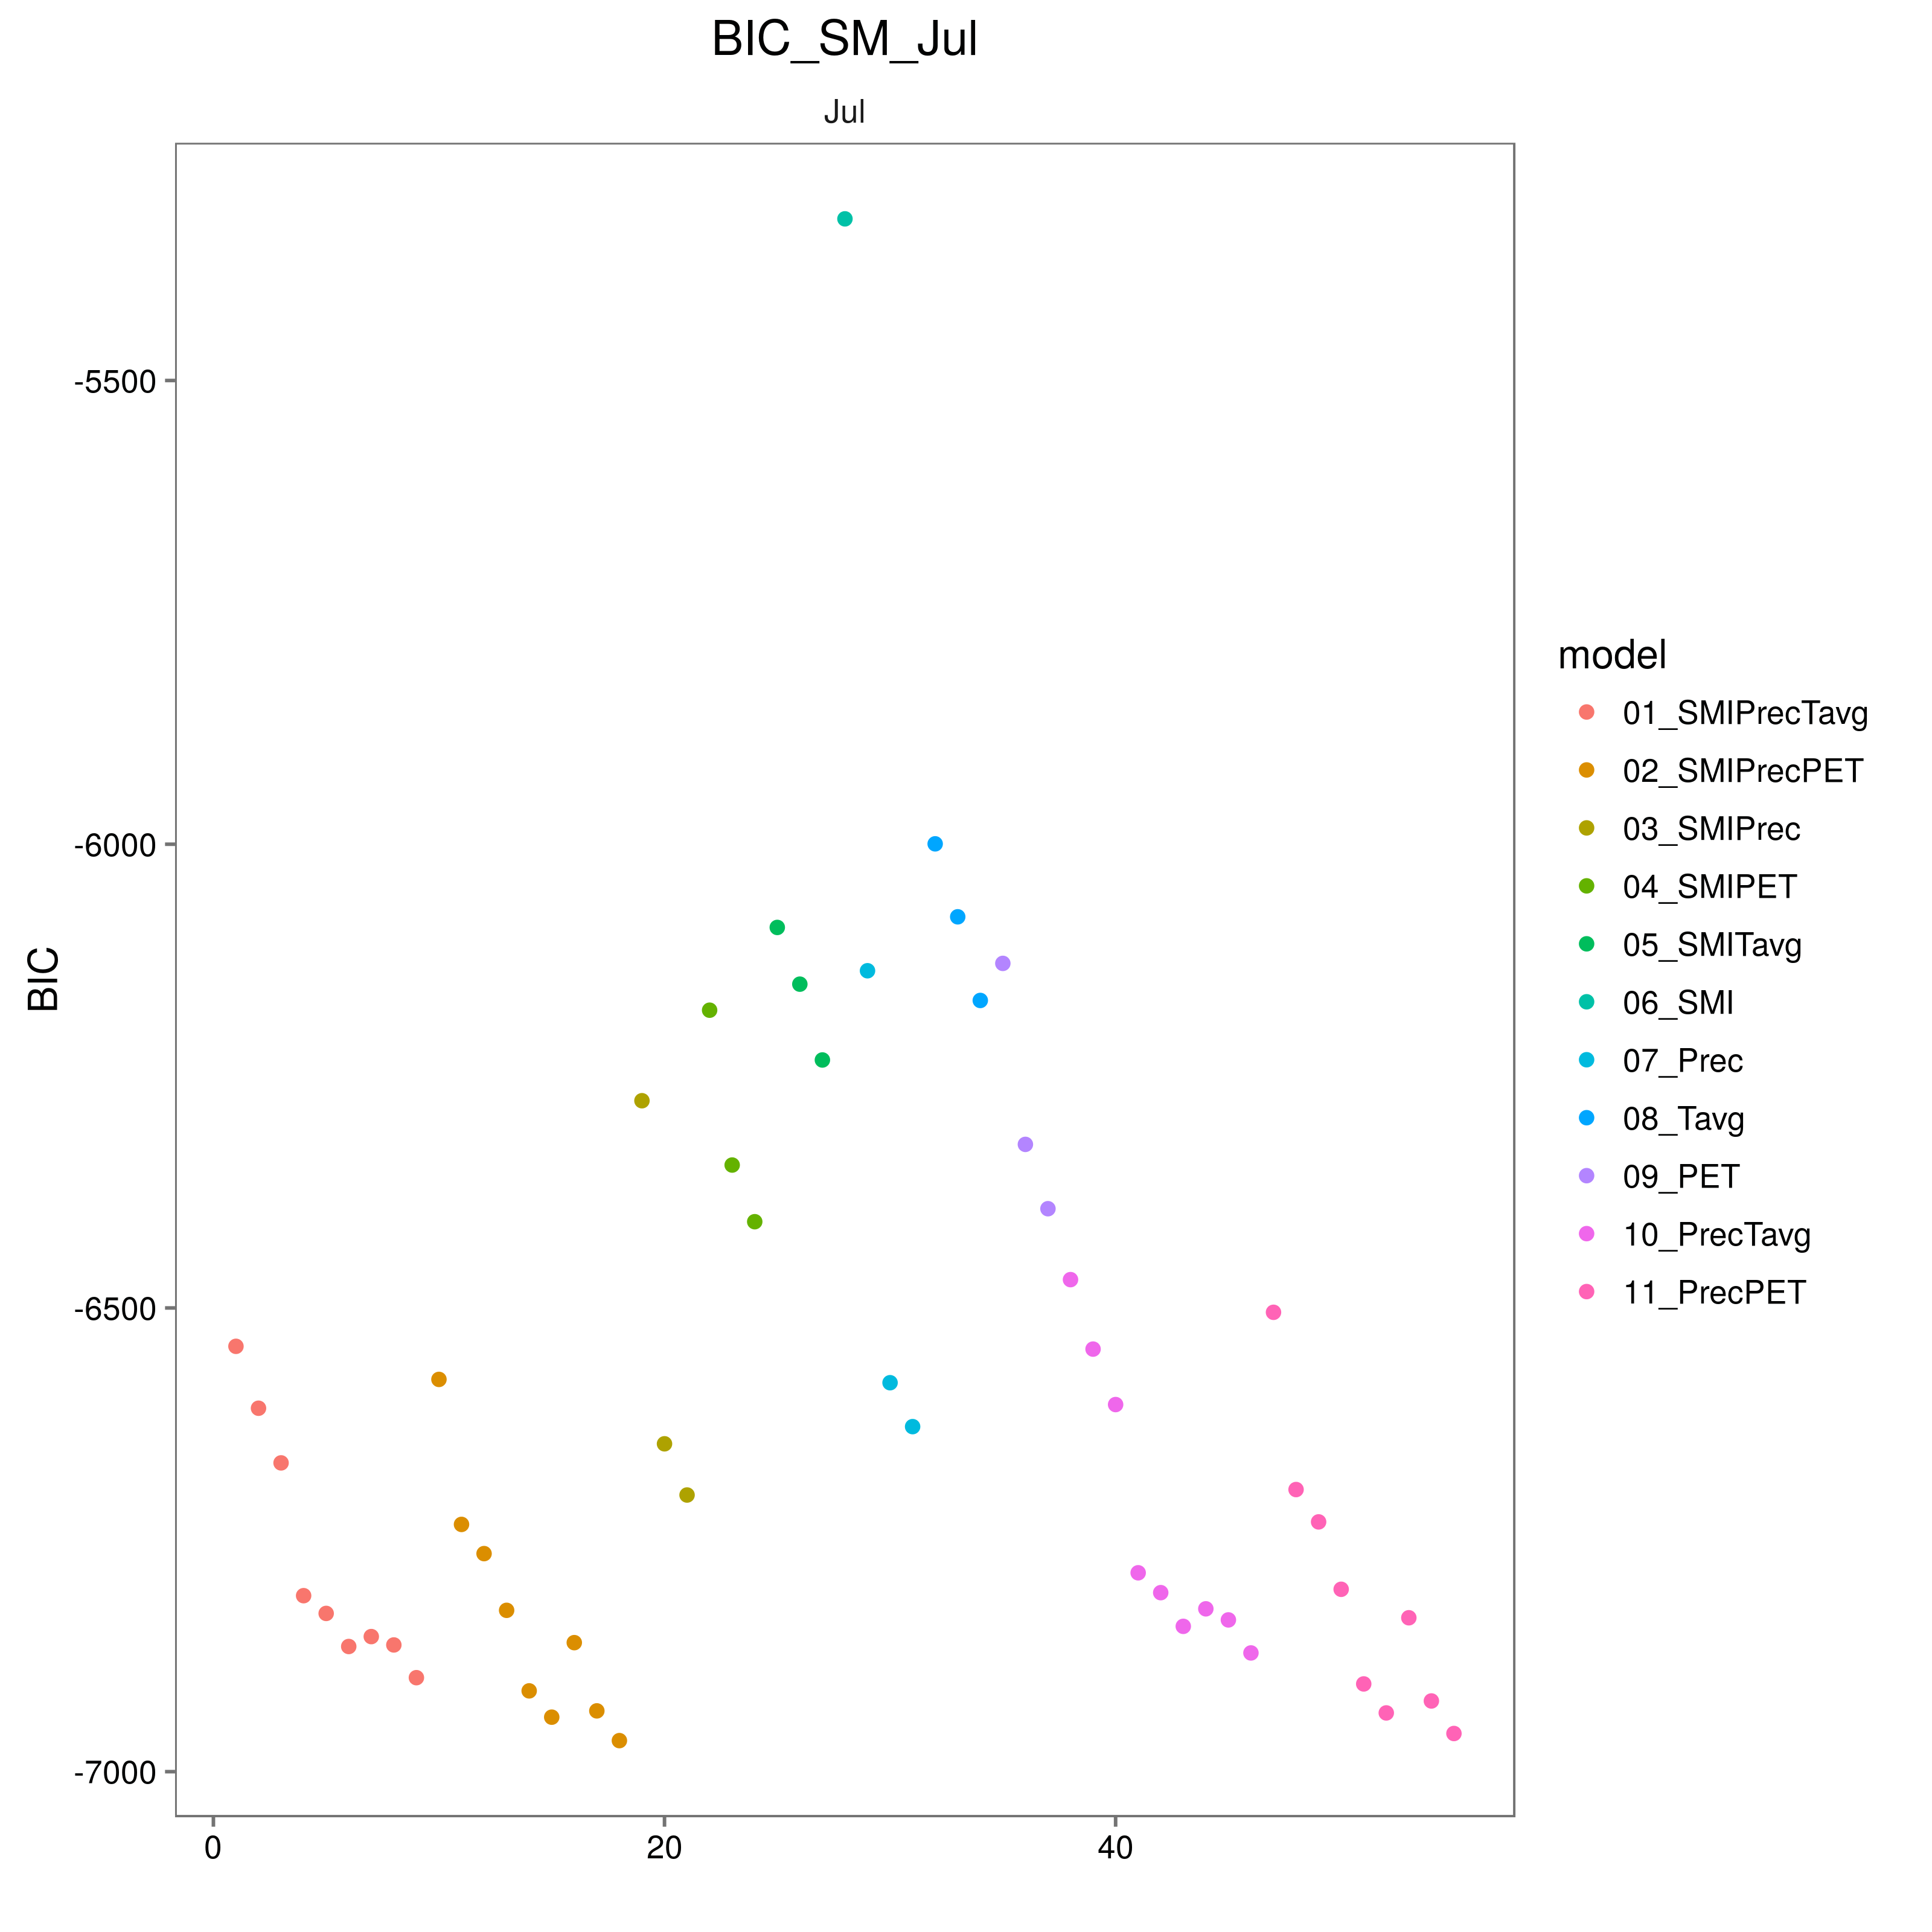 BIC_SM_Jul
Jul
-5500
-6000
-6500
-7000
BIC
0
20
40
model
01_SMIPrecTavg
02_SMIPrecPET
03_SMIPrec
04_SMIPET
05_SMITavg
06_SMI
07_Prec
08_Tavg
09_PET
10_PrecTavg
11_PrecPET